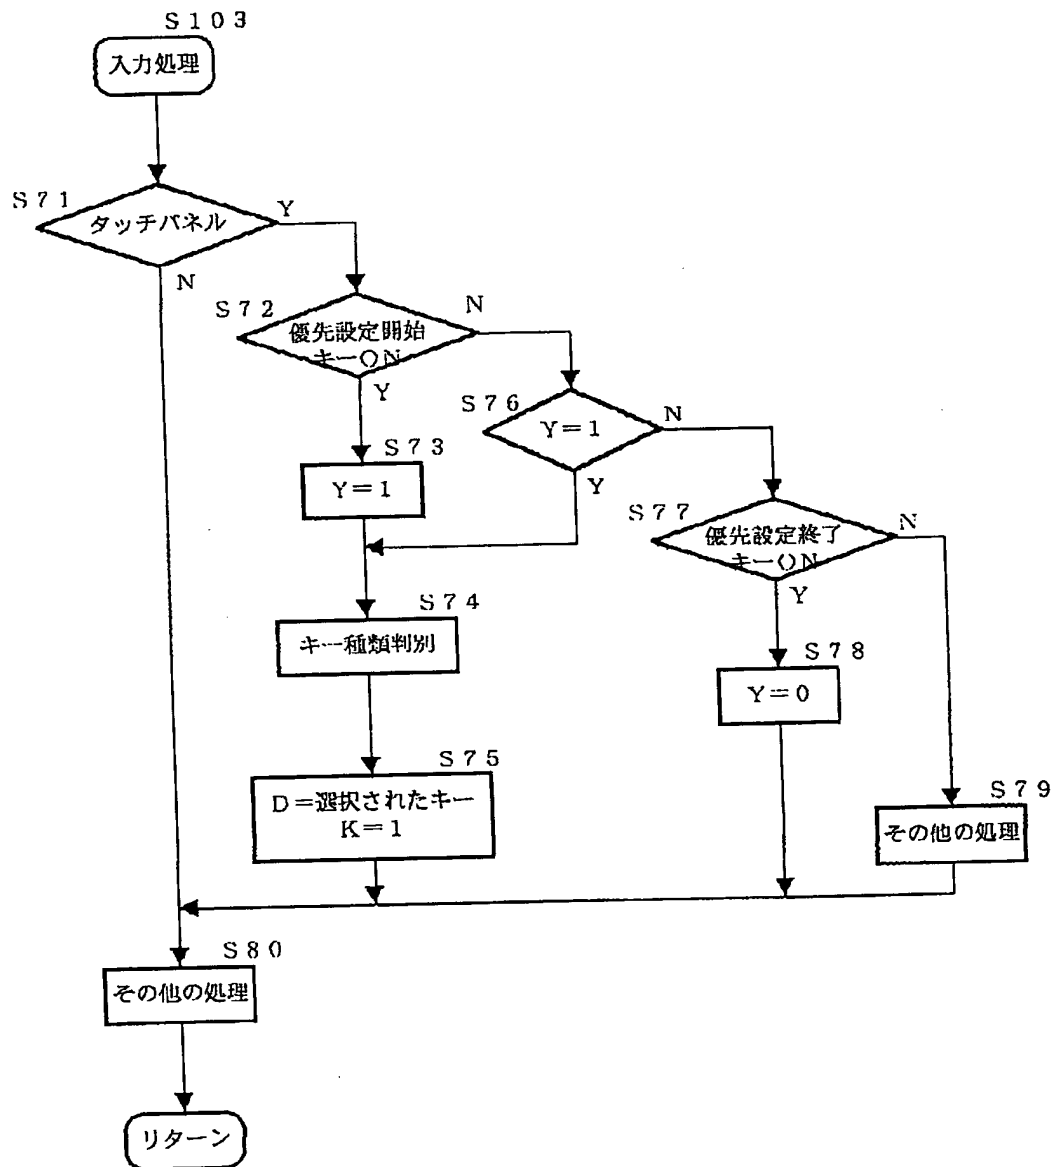 S103
入力処理
S71
タッチパネル
Y
N
S72
優先設定開始
キーON
N
Y
S73
Y=1
S76
Y=1
N
Y
S77
優先設定終了
キーON
N
Y
S74
キー種類判別
S78
Y=0
S75
D=選択されたキー
K=1
S79
その他の処理
S80
その他の処理
リターン